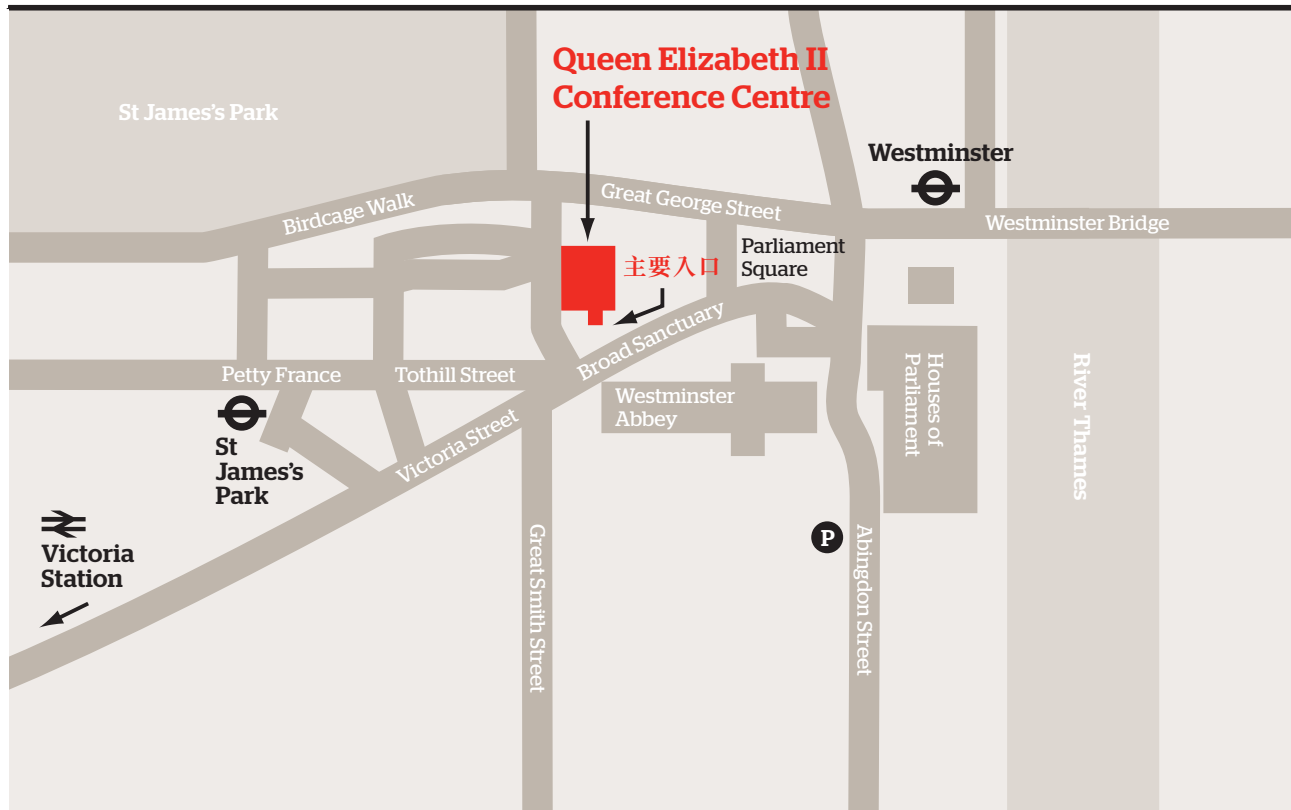 Queen Elizabeth II
Conference Centre
St James’s Park
Westminster
Birdcage Walk
Great George Street
Westminster Bridge
主要入口
Parliament
Square
Broad Sanctuary
Petty France
Tothill Street
Westminster
Abbey
Houses of
Parliament
River Thames
St
James’s
Park
Victoria Street
Victoria
Station
Great Smith Street
P
Abingdon Street